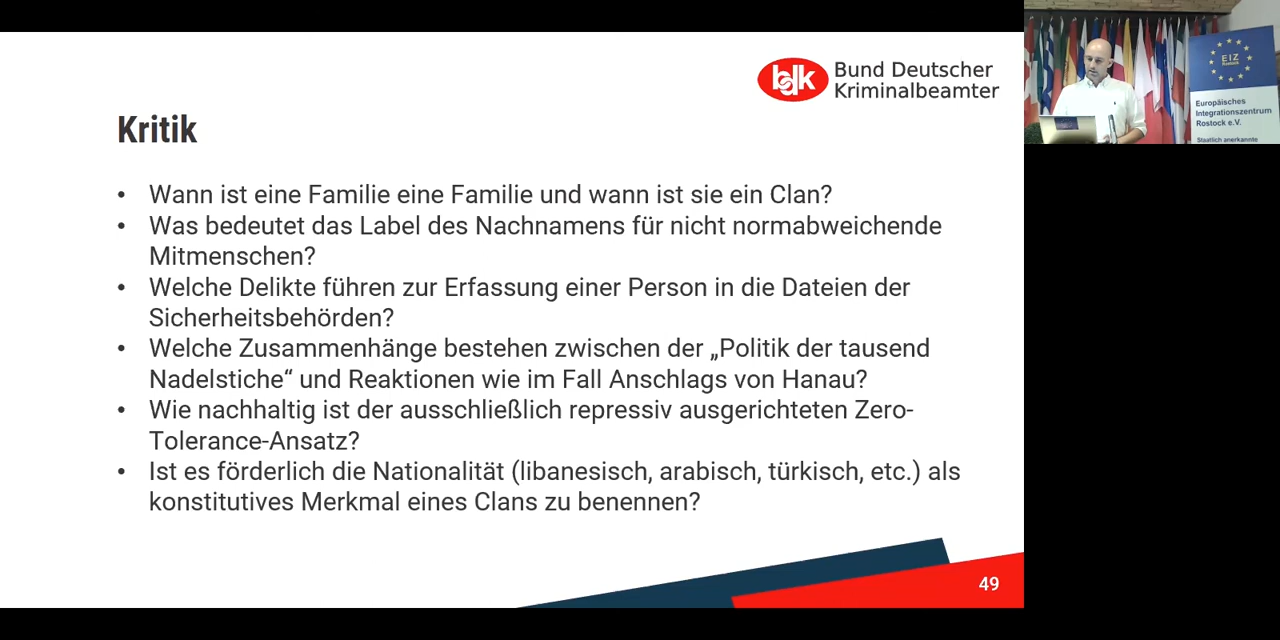 bdk Bund Deutscher
Kriminalbeamter
Kritik
• Wann ist eine Familie eine Familie und wann ist sie ein Clan?
• Was bedeutet das Label des Nachnamens für nicht normabweichende
Mitmenschen?
• Welche Delikte führen zur Erfassung einer Person in die Dateien der
Sicherheitsbehörden?
• Welche Zusammenhänge bestehen zwischen der „Politik der tausend
Nadelstiche“ und Reaktionen wie im Fall Anschlags von Hanau?
• Wie nachhaltig ist der ausschließlich repressiv ausgerichteten Zero-
Tolerance-Ansatz?
• Ist es förderlich die Nationalität (libanesisch, arabisch, türkisch, etc.) als
konstitutives Merkmal eines Clans zu benennen?
49
EIZ
Rostock
Europäisches
Integrationszentrum
Rostock e.V.
Staatlich anerkannte